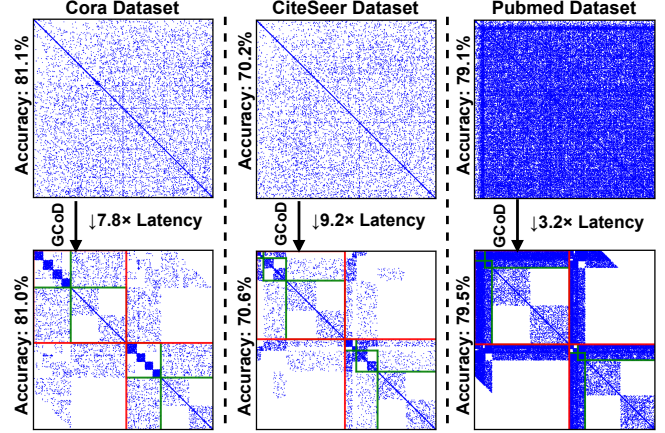 Cora Dataset
CiteSeer Dataset
Pubmed Dataset
Accuracy: 81.1%
Accuracy: 70.2%
Accuracy: 79.1%
GCoD
↓7.8× Latency
GCoD
↓9.2× Latency
GCoD
↓3.2× Latency
Accuracy: 81.0%
Accuracy: 70.6%
Accuracy: 79.5%